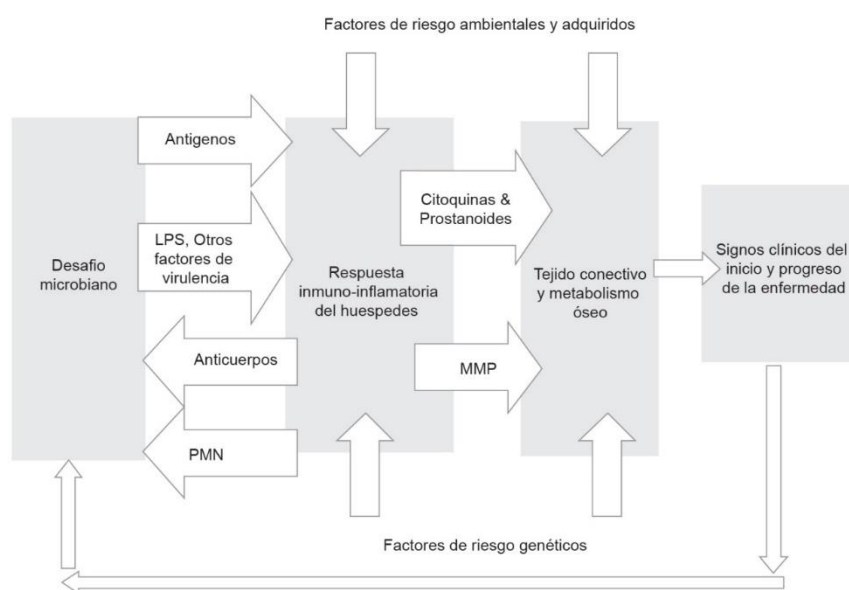 Factores de riesgo ambientales y adquiridos
Antigenos
LPS, Otros
factores de
virulencia
Desafio
microbiano
Anticuerpos
PMN
Respuesta
inmuno-inflamatoria
del huespedes
Citoquinas &
Prostanoides
MMP
Tejido conectivo
y metabolismo
óseo
Signos clínicos del
inicio y progreso
de la enfermedad
Factores de riesgo genéticos